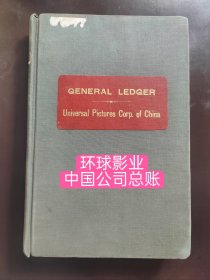 GENERAL LEDGER
Universal Pictures Corp. of China
环球影业
中国公司总账